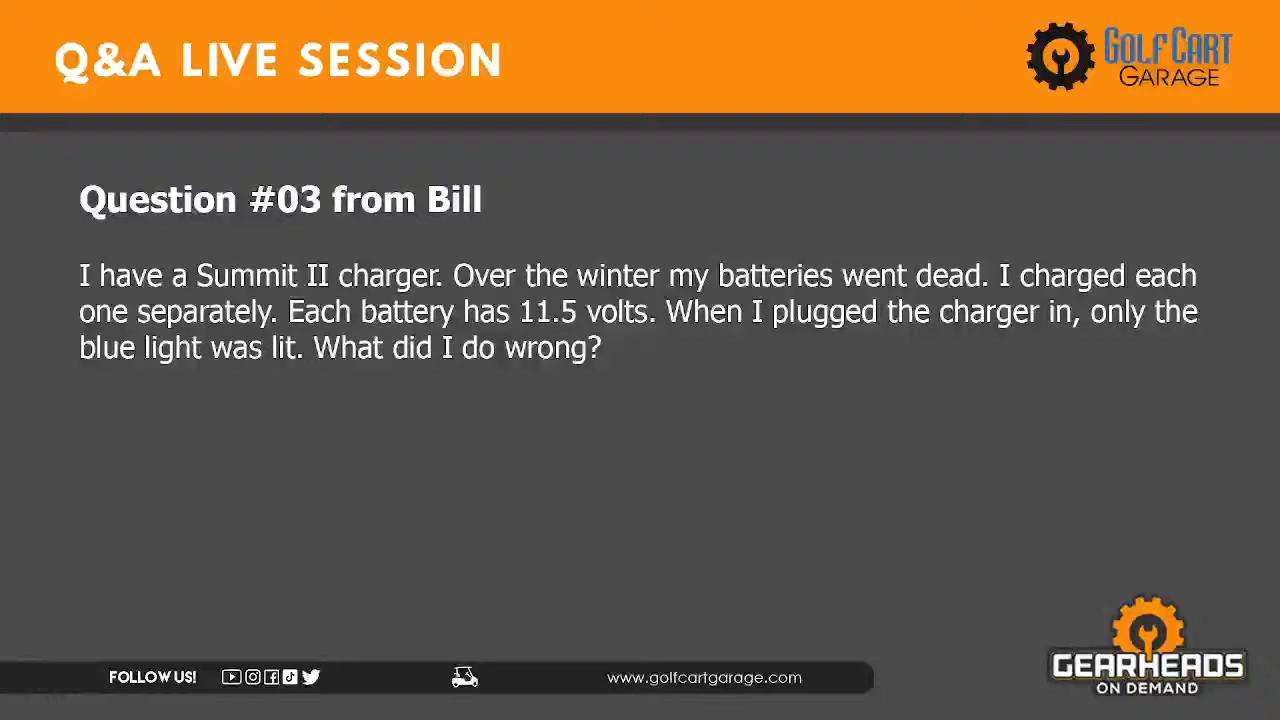 Q&A LIVE SESSION
GOLF CART
GARAGE
Question #03 from Bill
I have a Summit II charger. Over the winter my batteries went dead. I charged each
one separately. Each battery has 11.5 volts. When I plugged the charger in, only the
blue light was lit. What did I do wrong?
FOLLOW US!
www.golfcartgarage.com
GEARHEADS
ON DEMAND